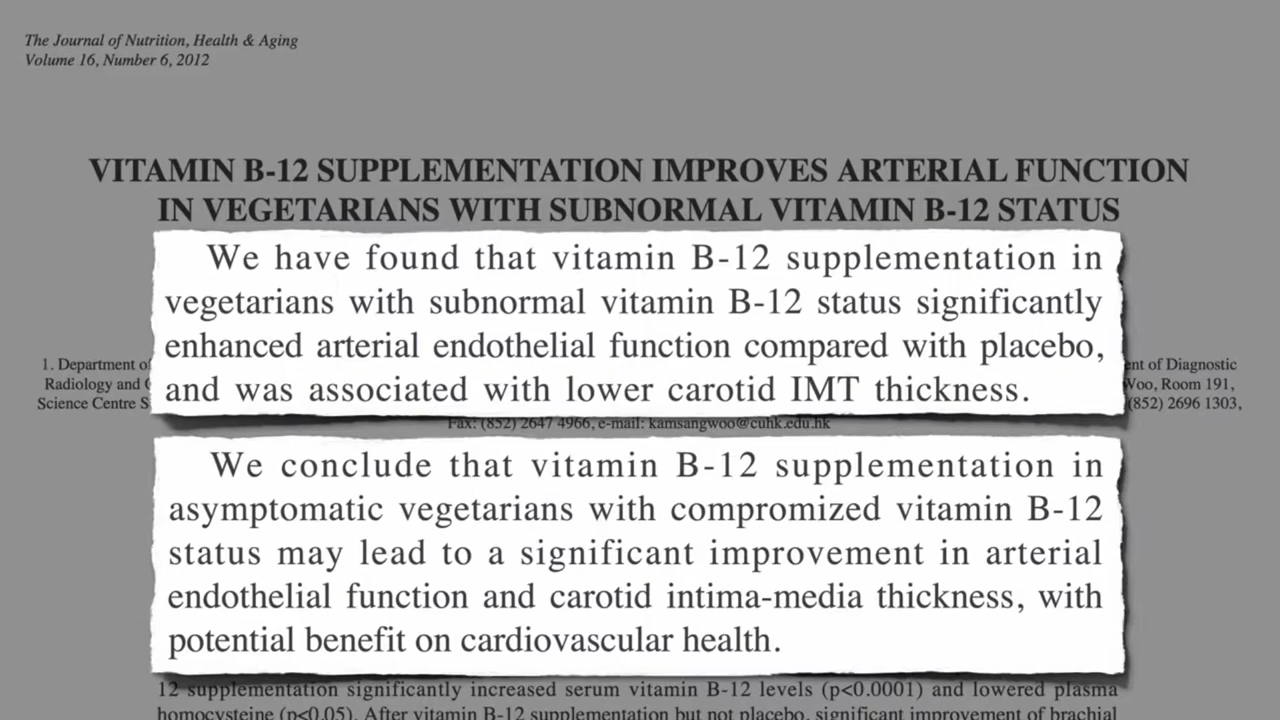 The Journal of Nutrition, Health & Aging
Volume 16, Number 6, 2012
VITAMIN B-12 SUPPLEMENTATION IMPROVES ARTERIAL FUNCTION
IN VEGETARIANS WITH SUBNORMAL VITAMIN B-12 STATUS
We have found that vitamin B-12 supplementation in
vegetarians with subnormal vitamin B-12 status significantly
enhanced arterial endothelial function compared with placebo,
and was associated with lower carotid IMT thickness.
1. Department of
ent of Diagnostic
Radiology and
Woo, Room 191,
Science Centre S
(852) 2696 1303,
Fax: (852) 2647 4966, e-mail: kamsangwoo@cuhk.edu.hk
We conclude that vitamin B-12 supplementation in
asymptomatic vegetarians with compromized vitamin B-12
status may lead to a significant improvement in arterial
endothelial function and carotid intima-media thickness, with
potential benefit on cardiovascular health.
12 supplementation significantly increased serum vitamin B-12 levels (p<0.0001) and lowered plasma
homocysteine (p<0.05). After vitamin B-12 supplementation but not placebo, significant improvement of brachial